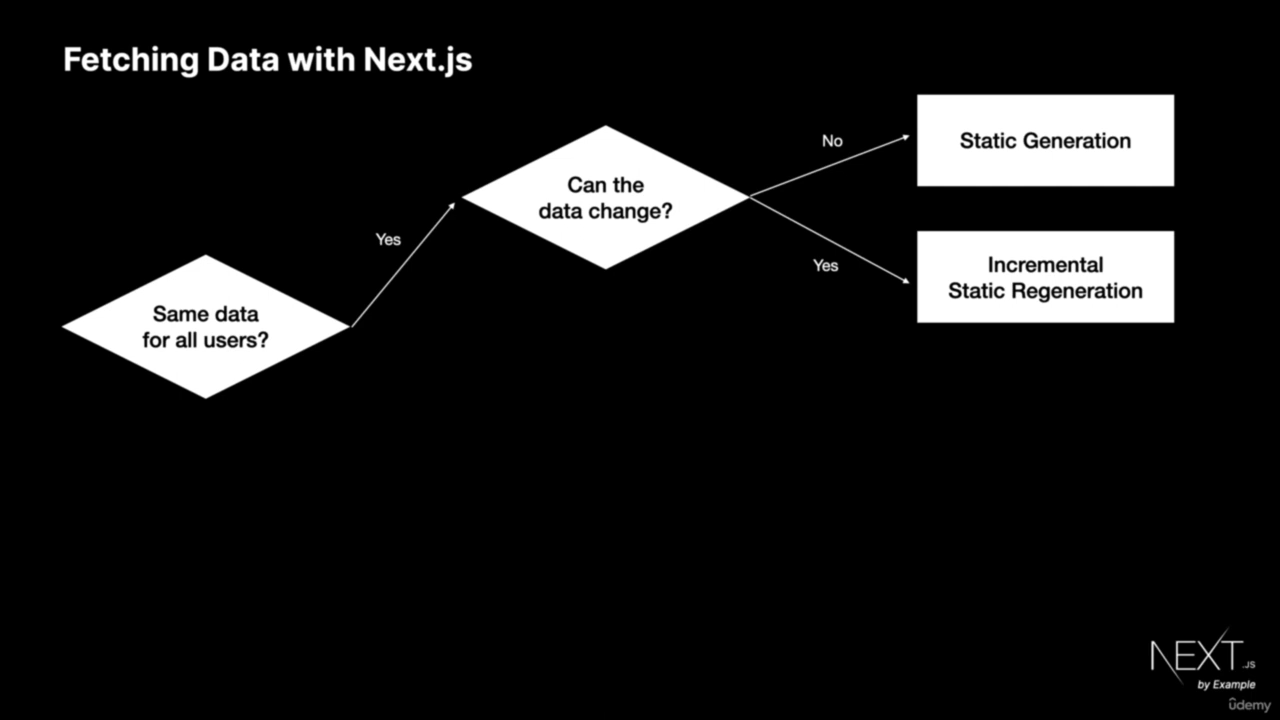 Fetching Data with Next.js
Same data
for all users?
Yes
Can the
data change?
No
Static Generation
Yes
Incremental
Static Regeneration
NEXT.JS
by Example
ûdemy